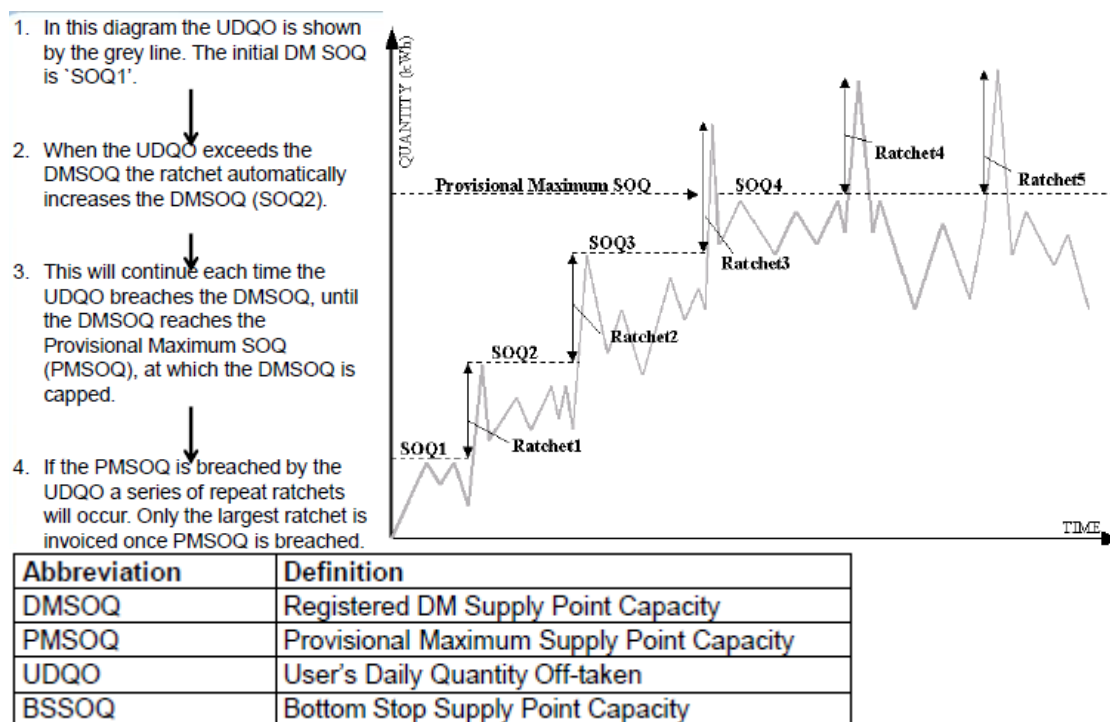 1. In this diagram the UDQO is shown
by the grey line. The initial DM SOQ
is `SOQ1'.
2. When the UDQO exceeds the
DMSOQ the ratchet automatically
increases the DMSOQ (SOQ2).
3. This will continue each time the
UDQO breaches the DMSOQ, until
the DMSOQ reaches the
Provisional Maximum SOQ
(PMSOQ), at which the DMSOQ is
capped.
4. If the PMSOQ is breached by the
UDQO a series of repeat ratchets
will occur. Only the largest ratchet is
invoiced once PMSOQ is breached.
QUANTITY (kWh)
Provisional Maximum SOQ
SOQ4
Ratchet4
Ratchet5
SOQ3
Ratchet3
Ratchet2
SOQ2
SOQ1
Ratchet1
TIME
Abbreviation Definition
DMSOQ Registered DM Supply Point Capacity
PMSOQ Provisional Maximum Supply Point Capacity
UDQO User's Daily Quantity Off-taken
BSSOQ Bottom Stop Supply Point Capacity